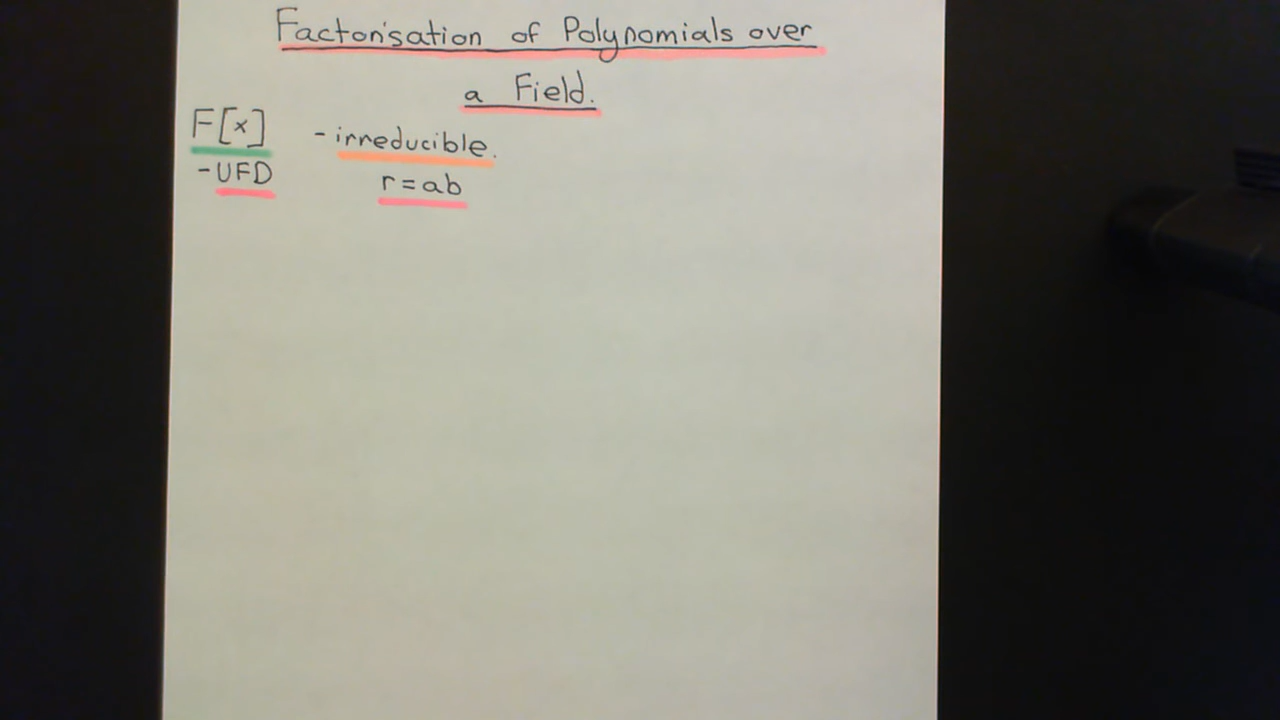 Factorisation of Polynomials over
a Field.
F[x] - irreducible.
- UFD r = ab